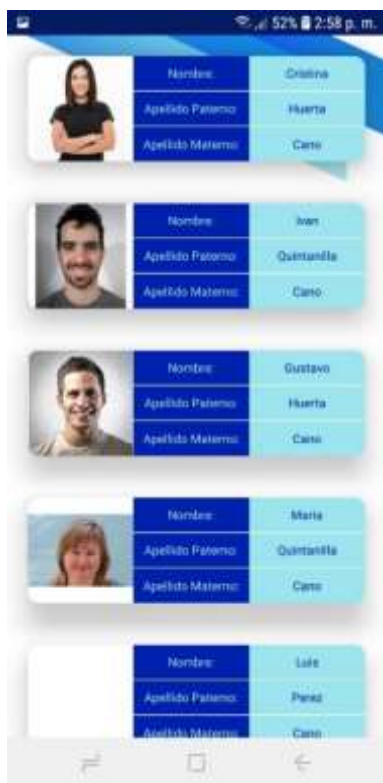 52% 2:58 p. m.
Nombre: Cristina
Apellido Paterno: Huerta
Apellido Materno: Cano
Nombre: Ivan
Apellido Paterno: Quintanilla
Apellido Materno: Cano
Nombre: Gustavo
Apellido Paterno: Huerta
Apellido Materno: Cano
Nombre: Maria
Apellido Paterno: Quintanilla
Apellido Materno: Cano
Nombre: Luis
Apellido Paterno: Perez
Apellido Materno: Cano